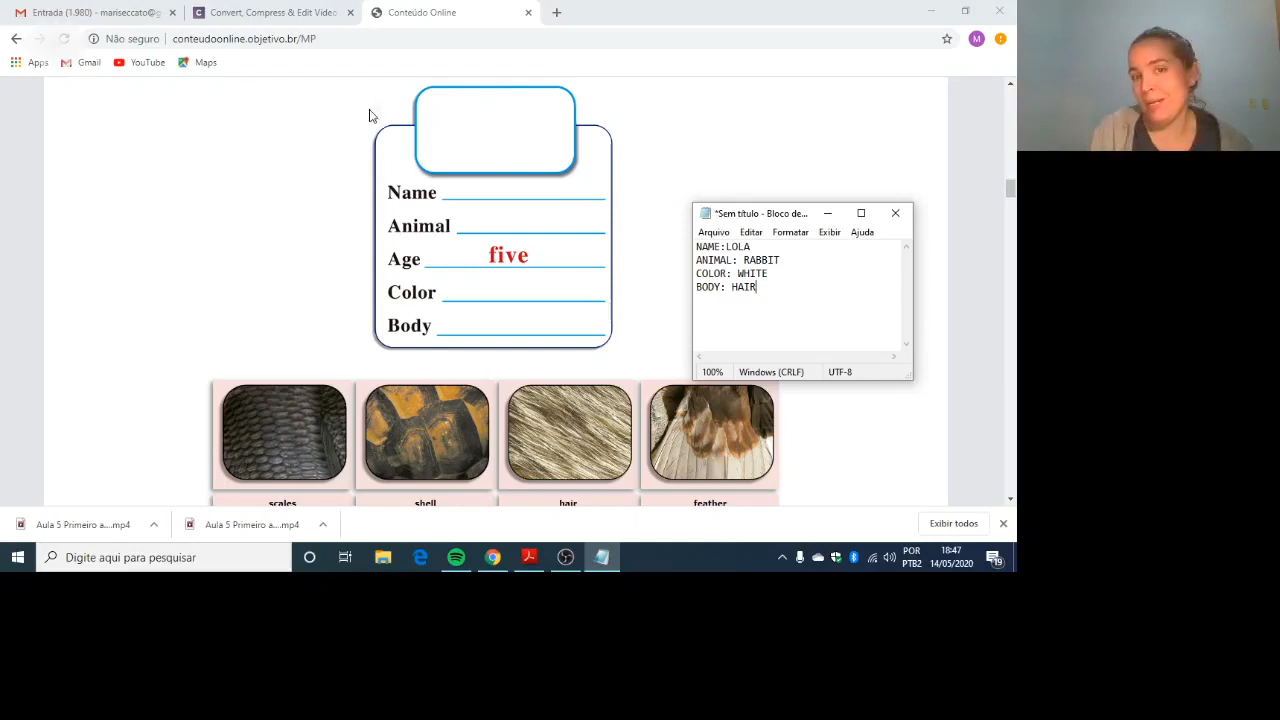 Entrada (1.980) - mariseccato@g
Convert, Compress & Edit Video
Conteúdo Online
Não seguro
conteudoonline.objetivo.br/MP
M
Apps
Gmail
YouTube
Maps
Name
Animal
Age five
Color
Body
*Sem título - Bloco de...
Arquivo Editar Formatar Exibir Ajuda
NAME:LOLA
ANIMAL: RABBIT
COLOR: WHITE
BODY: HAIR
100% Windows (CRLF) UTF-8
scales
shell
hair
feather
Aula 5 Primeiro a....mp4
Aula 5 Primeiro a....mp4
Exibir todos
Digite aqui para pesquisar
POR
PTB2
18:47
14/05/2020
19